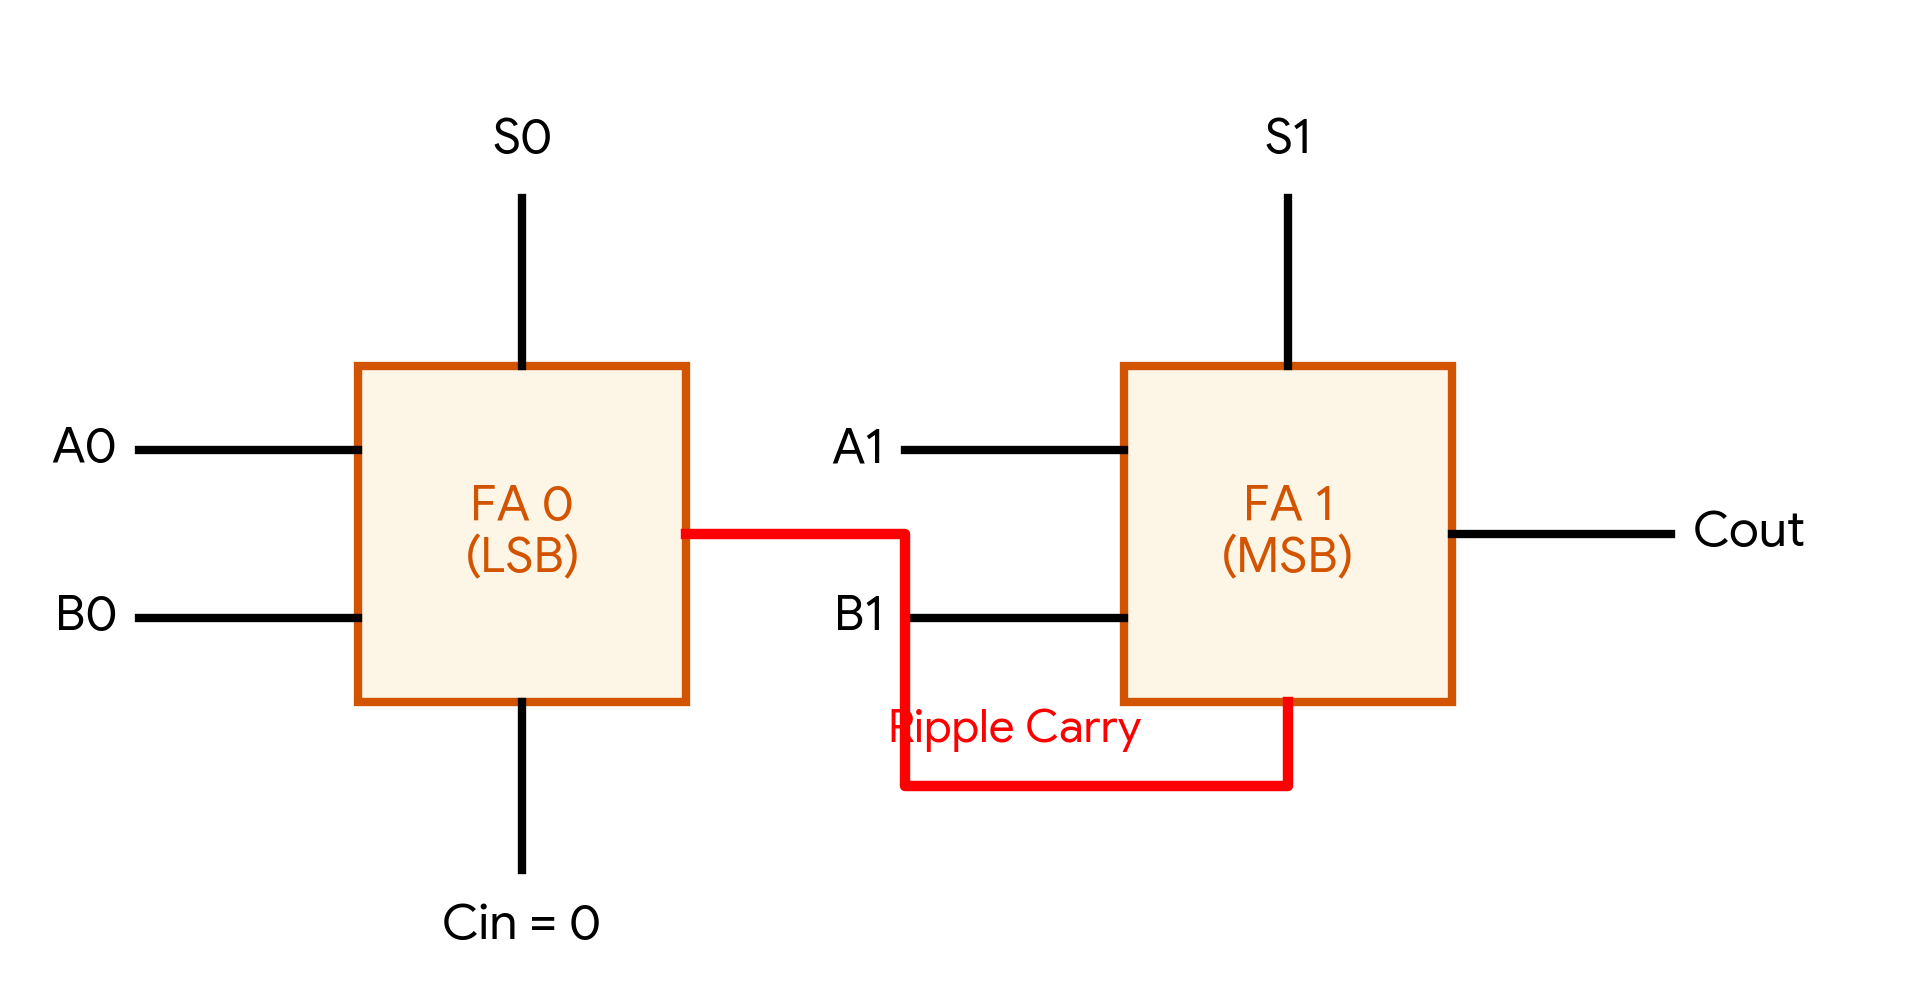 S0
S1
A0
A1
FA 0
(LSB)
FA 1
(MSB)
Cout
B0
B1
Ripple Carry
Cin = 0